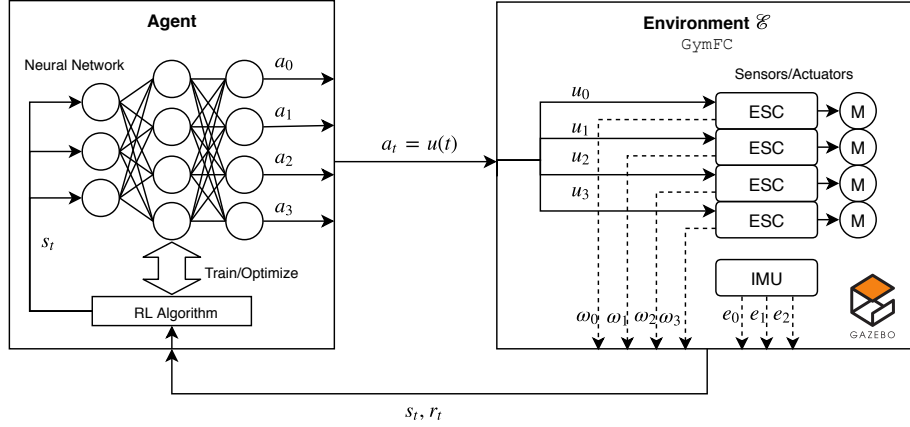 Agent
Neural Network
a₀
a₁
a₂
a₃
sₜ
Train/Optimize
RL Algorithm
aₜ = u(t)
Environment ℰ
GymFC
Sensors/Actuators
u₀
u₁
u₂
u₃
ESC M
ESC M
ESC M
ESC M
IMU
ω₀ ω₁ ω₂ ω₃ e₀ e₁ e₂
GAZEBO
sₜ, rₜ